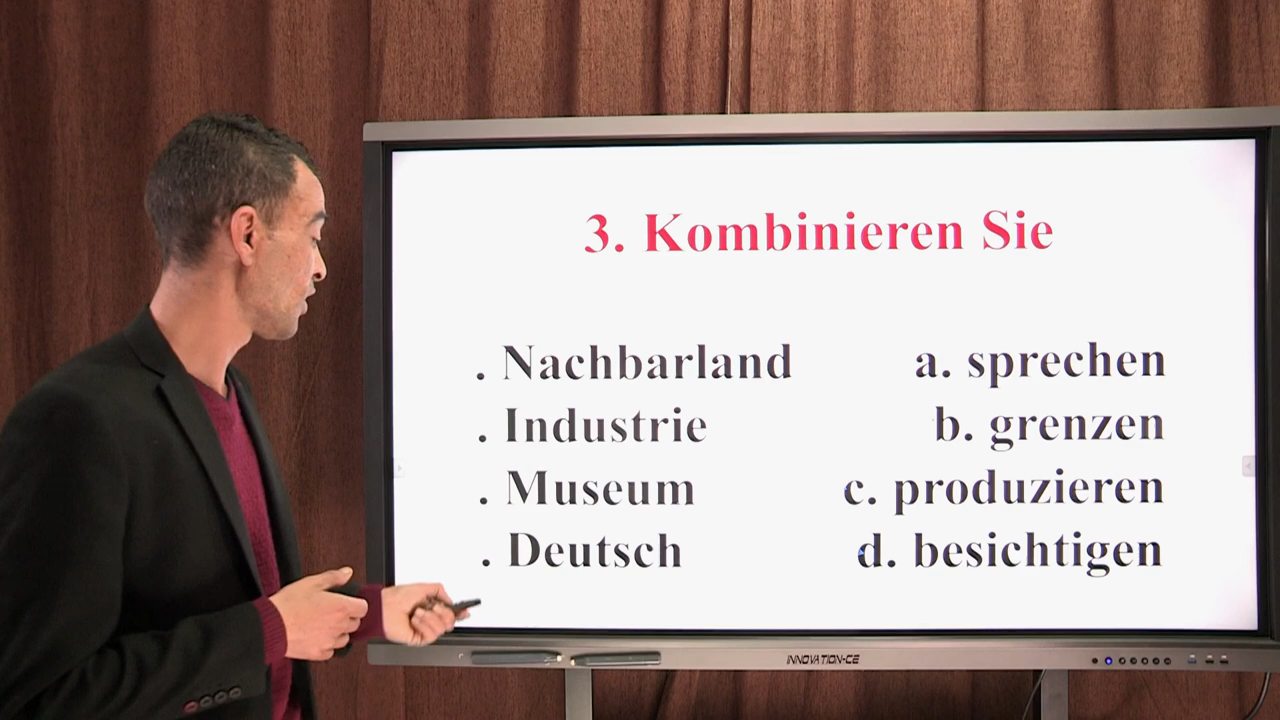 3. Kombinieren Sie
. Nachbarland a. sprechen
. Industrie b. grenzen
. Museum c. produzieren
. Deutsch d. besichtigen
INNOVATION-CE